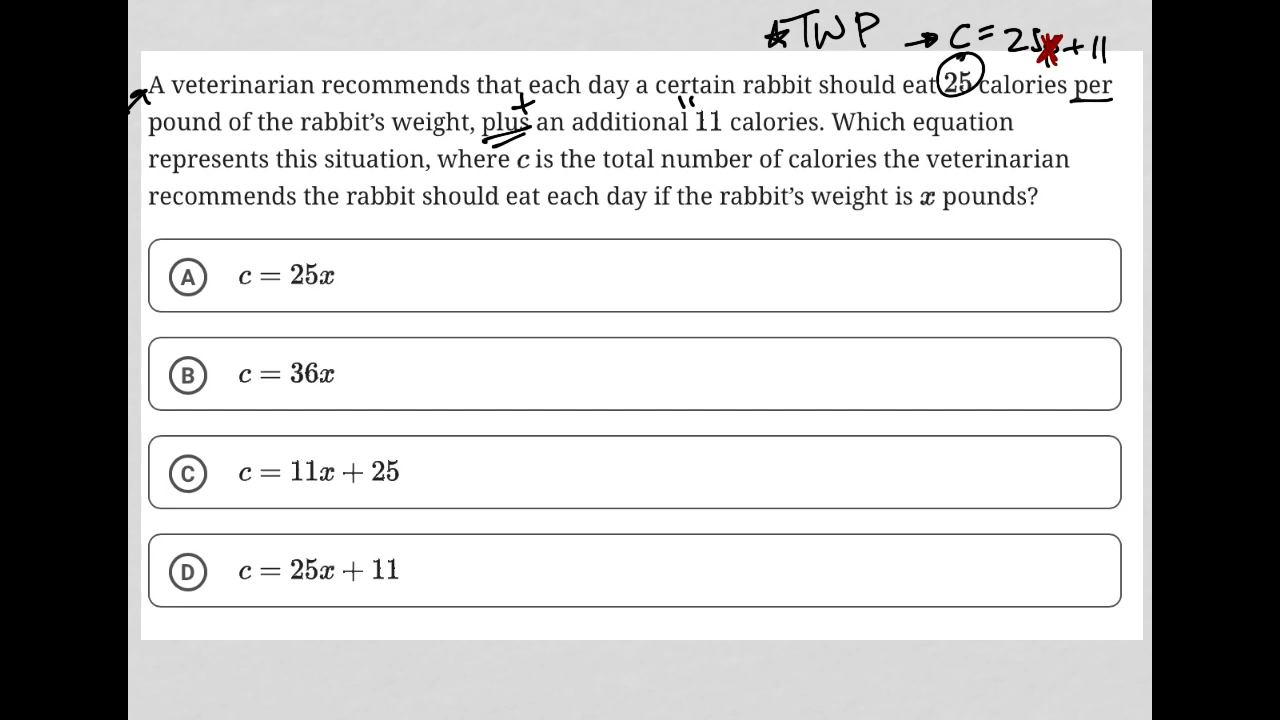 ☆TWP → C = 25x + 11
A veterinarian recommends that each day a certain rabbit should eat 25 calories per
+ "
pound of the rabbit's weight, plus an additional 11 calories. Which equation
represents this situation, where c is the total number of calories the veterinarian
recommends the rabbit should eat each day if the rabbit's weight is x pounds?
A c = 25x
B c = 36x
C c = 11x + 25
D c = 25x + 11